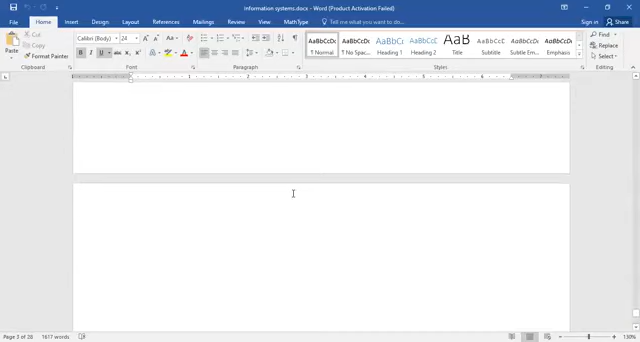 Information systems.docx - Word (Product Activation Failed)
Sign in
File Home Insert Design Layout References Mailings Review View MathType Tell me what you want to do... Sign in Share
Paste
Cut
Copy
Format Painter
Calibri (Body) 24
AaBbCcDc AaBbCcDc AaBbCc AaBbCcC AaB AaBbCcC AaBbCcDc AaBbCcDc
¶ Normal ¶ No Spac... Heading 1 Heading 2 Title Subtitle Subtle Em... Emphasis
Find
Replace
Select
Clipboard Font Paragraph Styles Editing
Page 3 of 28 1617 words 130%